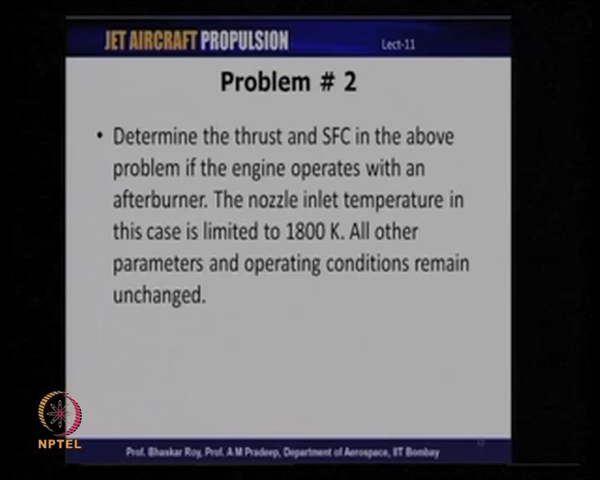 JET AIRCRAFT PROPULSION
Lect-11
Problem # 2
• Determine the thrust and SFC in the above
problem if the engine operates with an
afterburner. The nozzle inlet temperature in
this case is limited to 1800 K. All other
parameters and operating conditions remain
unchanged.
NPTEL
Prof. Bhaskar Roy, Prof. A M Pradeep, Department of Aerospace, IIT Bombay